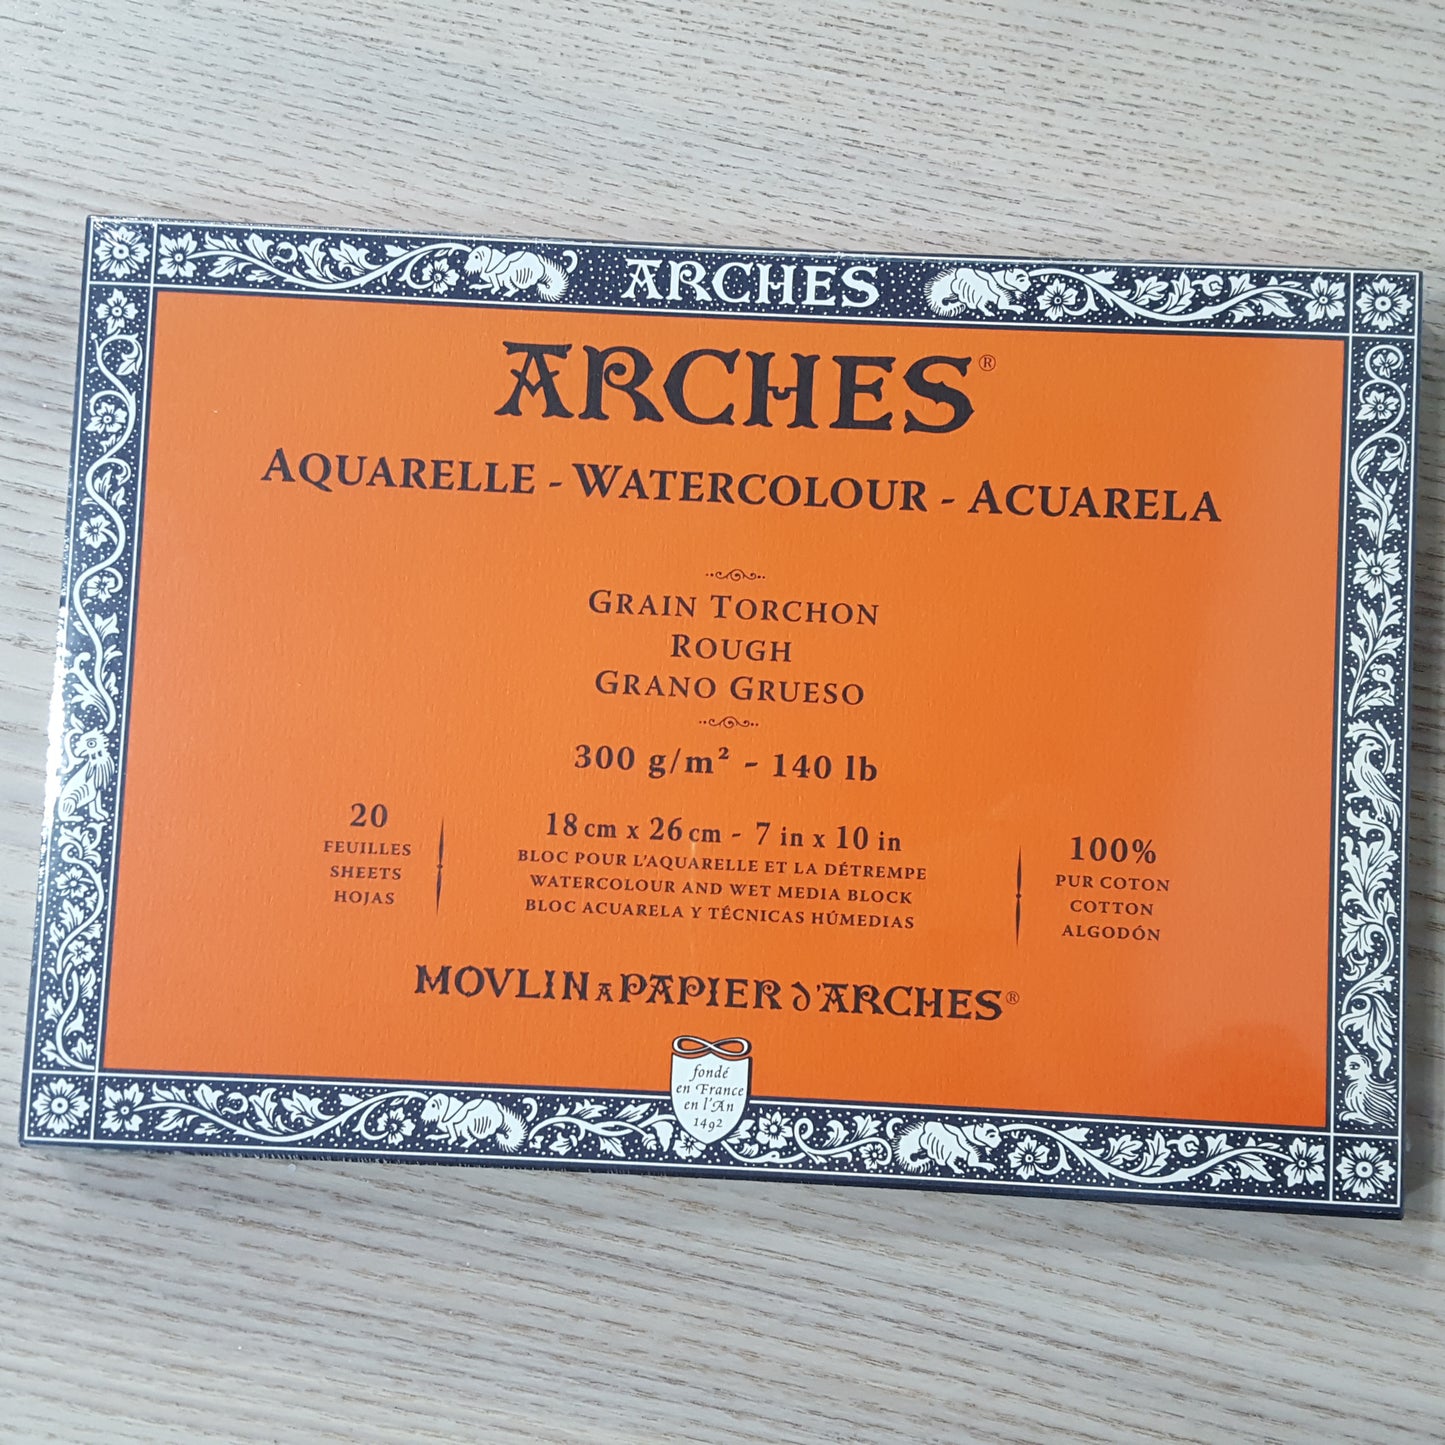 ARCHES
ARCHES®
AQUARELLE - WATERCOLOUR - ACUARELA
GRAIN TORCHON
ROUGH
GRANO GRUESO
300 g/m² - 140 lb
20
FEUILLES
SHEETS
HOJAS
18 cm x 26 cm - 7 in x 10 in
BLOC POUR L'AQUARELLE ET LA DÉTREMPE
WATERCOLOUR AND WET MEDIA BLOCK
BLOC ACUARELA Y TÉCNICAS HÚMEDIAS
100%
PUR COTON
COTTON
ALGODÓN
MOVLIN A PAPIER d'ARCHES®
fondé
en France
en l'An
1492